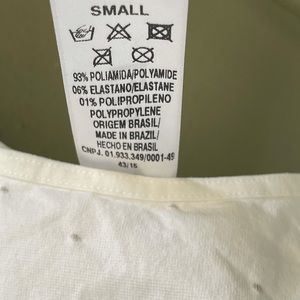 SMALL
93% POLIAMIDA/POLYAMIDE
06% ELASTANO/ELASTANE
01% POLIPROPILENO
POLYPROPYLENE
ORIGEM BRASIL/
MADE IN BRAZIL/
HECHO EN BRASIL
CNPJ. 01.933.349/0001-49
43/15